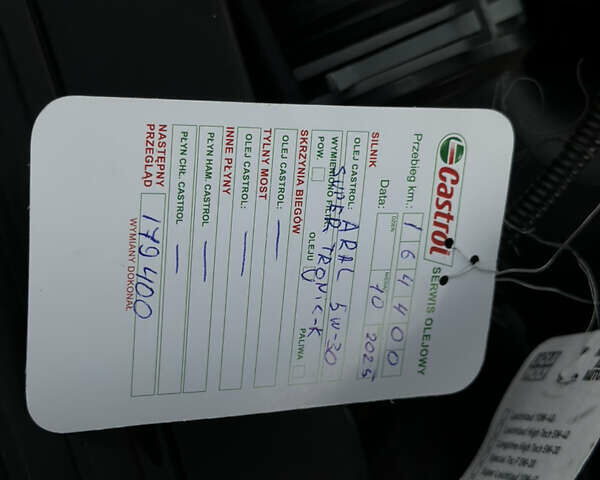 Castrol SERWIS OLEJOWY
Przebieg km.: 164400
Data: 10 2025
SILNIK
OLEJ CASTROL: ARAL 5W-30
SUPER TRONIC-K
WYMIENIONO FILTR:
POW. OLEJU PALIWA
SKRZYNIA BIEGÓW
OLEJ CASTROL: —
TYLNY MOST
OLEJ CASTROL: —
INNE PŁYNY
PŁYN HAM. CASTROL —
PŁYN CHŁ. CASTROL —
NASTĘPNY PRZEGLĄD 179400
WYMIANY DOKONAŁ